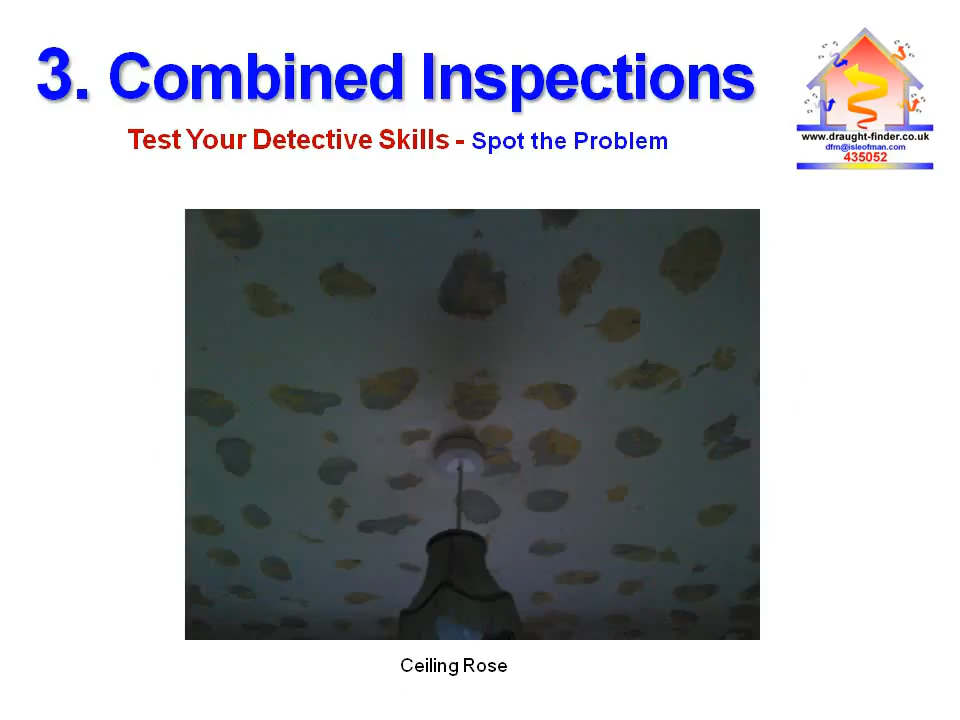 3. Combined Inspections
Test Your Detective Skills - Spot the Problem
www.draught-finder.co.uk
dfm@isleofman.com
435052
Ceiling Rose